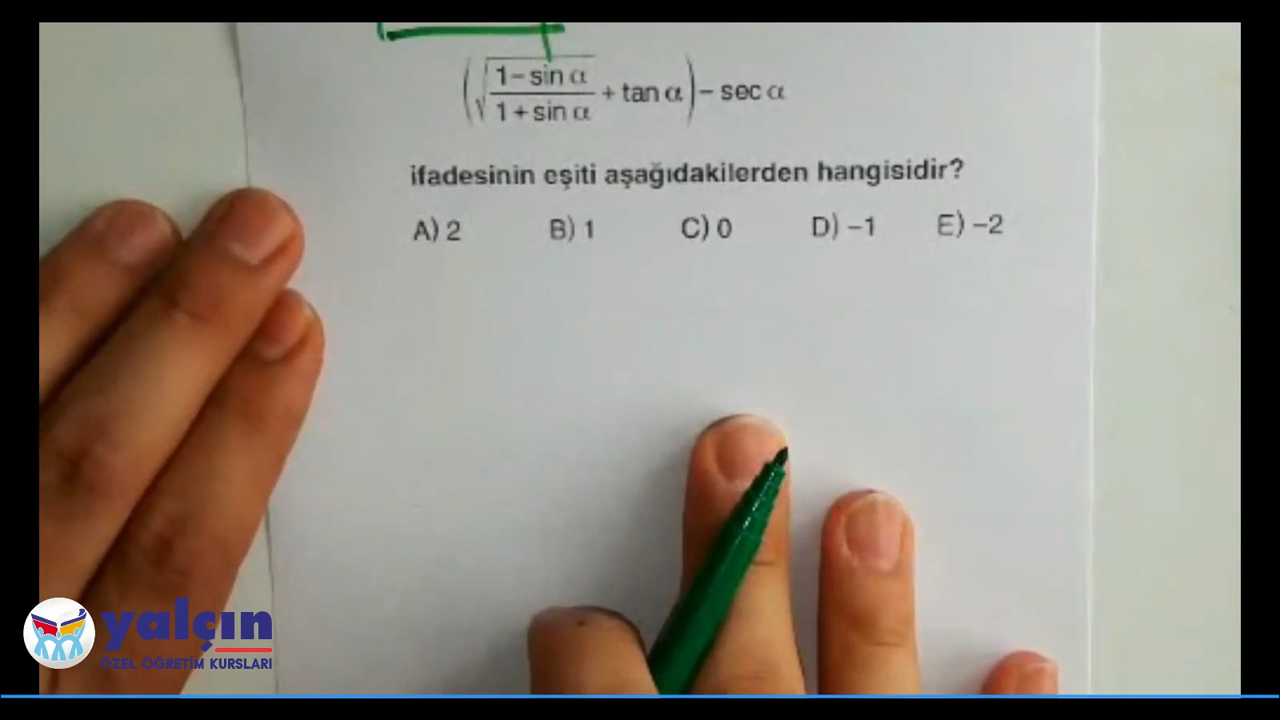 (√(1-sin α / 1+sin α) + tan α) - sec α
ifadesinin eşiti aşağıdakilerden hangisidir?
A) 2 B) 1 C) 0 D) -1 E) -2
yalçın
ÖZEL ÖĞRETİM KURSLARI